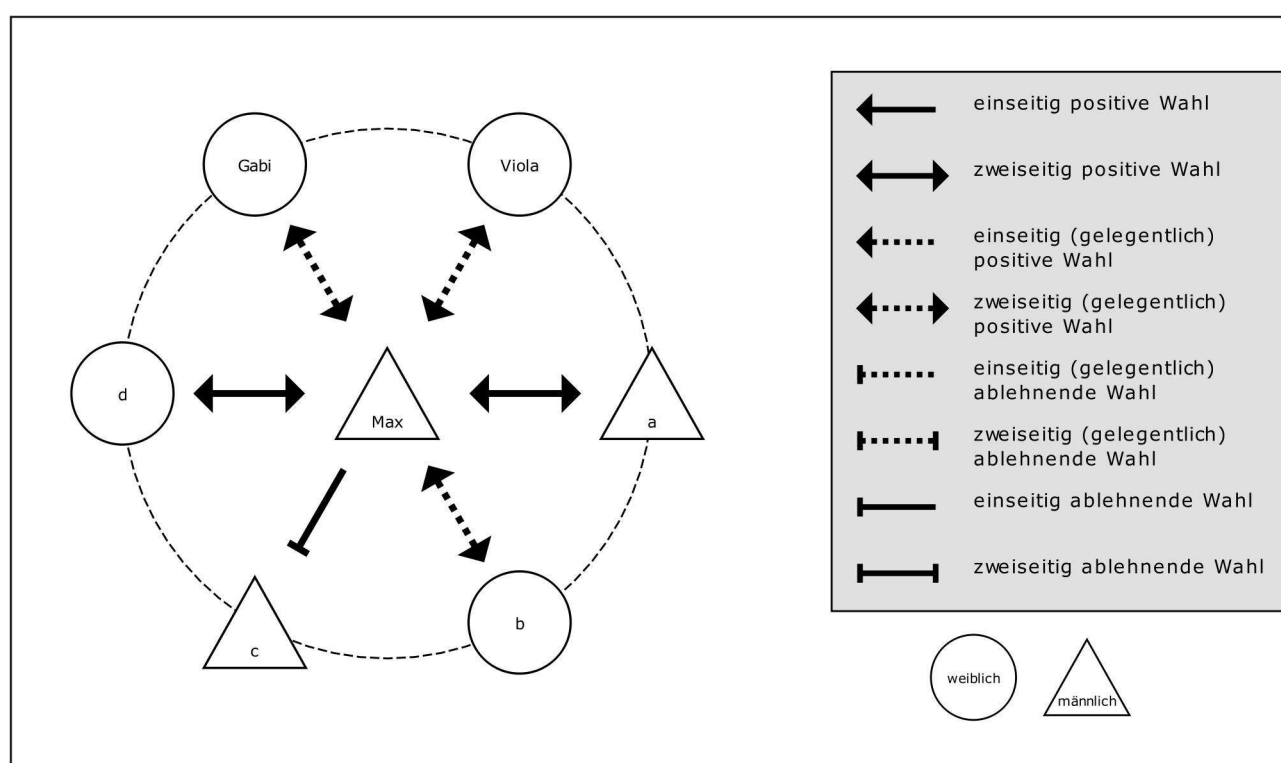 Gabi
Viola
d
Max
a
c
b
einseitig positive Wahl
zweiseitig positive Wahl
einseitig (gelegentlich)
positive Wahl
zweiseitig (gelegentlich)
positive Wahl
einseitig (gelegentlich)
ablehnende Wahl
zweiseitig (gelegentlich)
ablehnende Wahl
einseitig ablehnende Wahl
zweiseitig ablehnende Wahl
weiblich
männlich